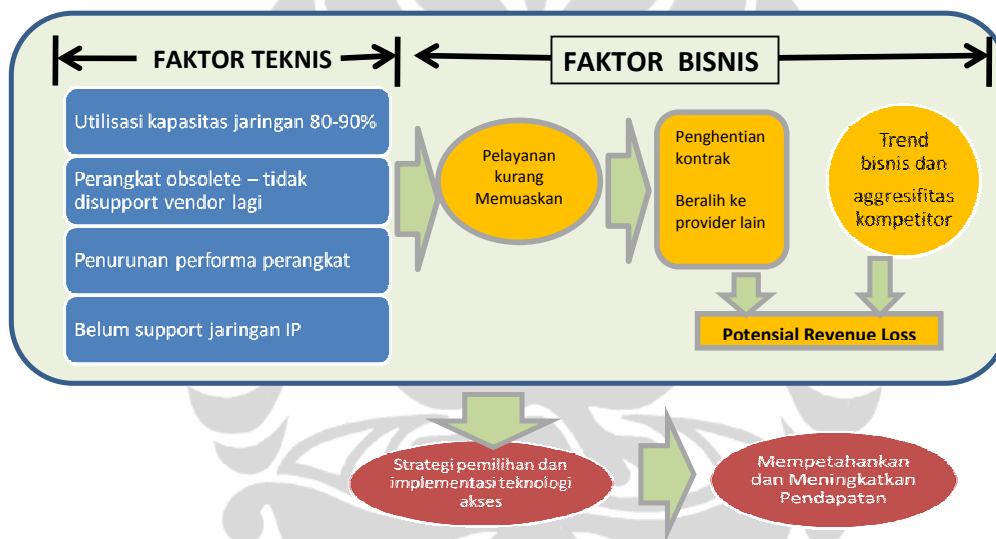 FAKTOR TEKNIS
FAKTOR BISNIS
Utilisasi kapasitas jaringan 80-90%
Perangkat obsolete – tidak
disupport vendor lagi
Penurunan performa perangkat
Belum support jaringan IP
Pelayanan
kurang
Memuaskan
Penghentian
kontrak
Beralih ke
provider lain
Trend
bisnis dan
aggresifitas
kompetitor
Potensial Revenue Loss
Strategi pemilihan dan
implementasi teknologi
akses
Mempetahankan
dan Meningkatkan
Pendapatan